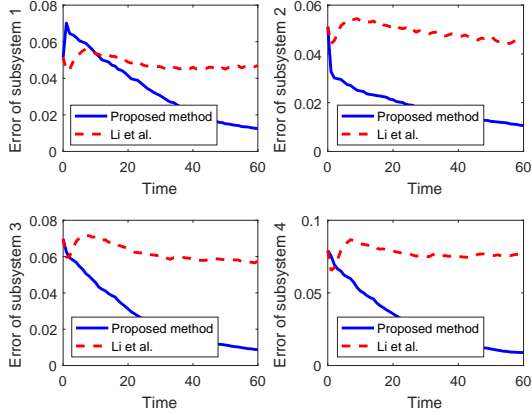 Error of subsystem 1
0.08
0.06
0.04
0.02
0
0 20 40 60
Time
Proposed method
Li et al.
Error of subsystem 2
0.06
0.04
0.02
0
0 20 40 60
Time
Proposed method
Li et al.
Error of subsystem 3
0.08
0.06
0.04
0.02
0
0 20 40 60
Time
Proposed method
Li et al.
Error of subsystem 4
0.1
0.05
0
0 20 40 60
Time
Proposed method
Li et al.